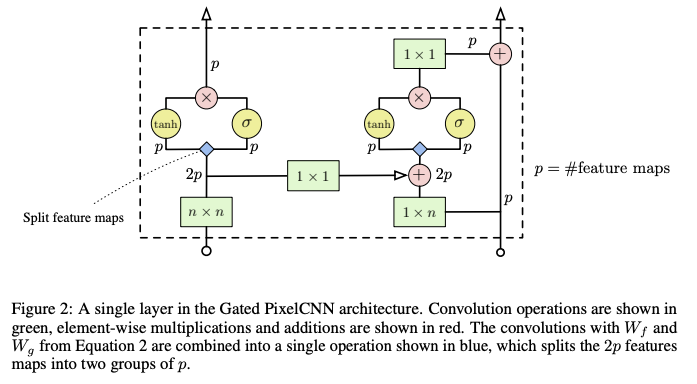 p
1 × 1
p
+
×
×
tanh
σ
tanh
σ
p
p
p
p
2p
1 × 1
+
2p
p = #feature maps
Split feature maps
n × n
1 × n
p
Figure 2: A single layer in the Gated PixelCNN architecture. Convolution operations are shown in
green, element-wise multiplications and additions are shown in red. The convolutions with W_f and
W_g from Equation 2 are combined into a single operation shown in blue, which splits the 2p features
maps into two groups of p.